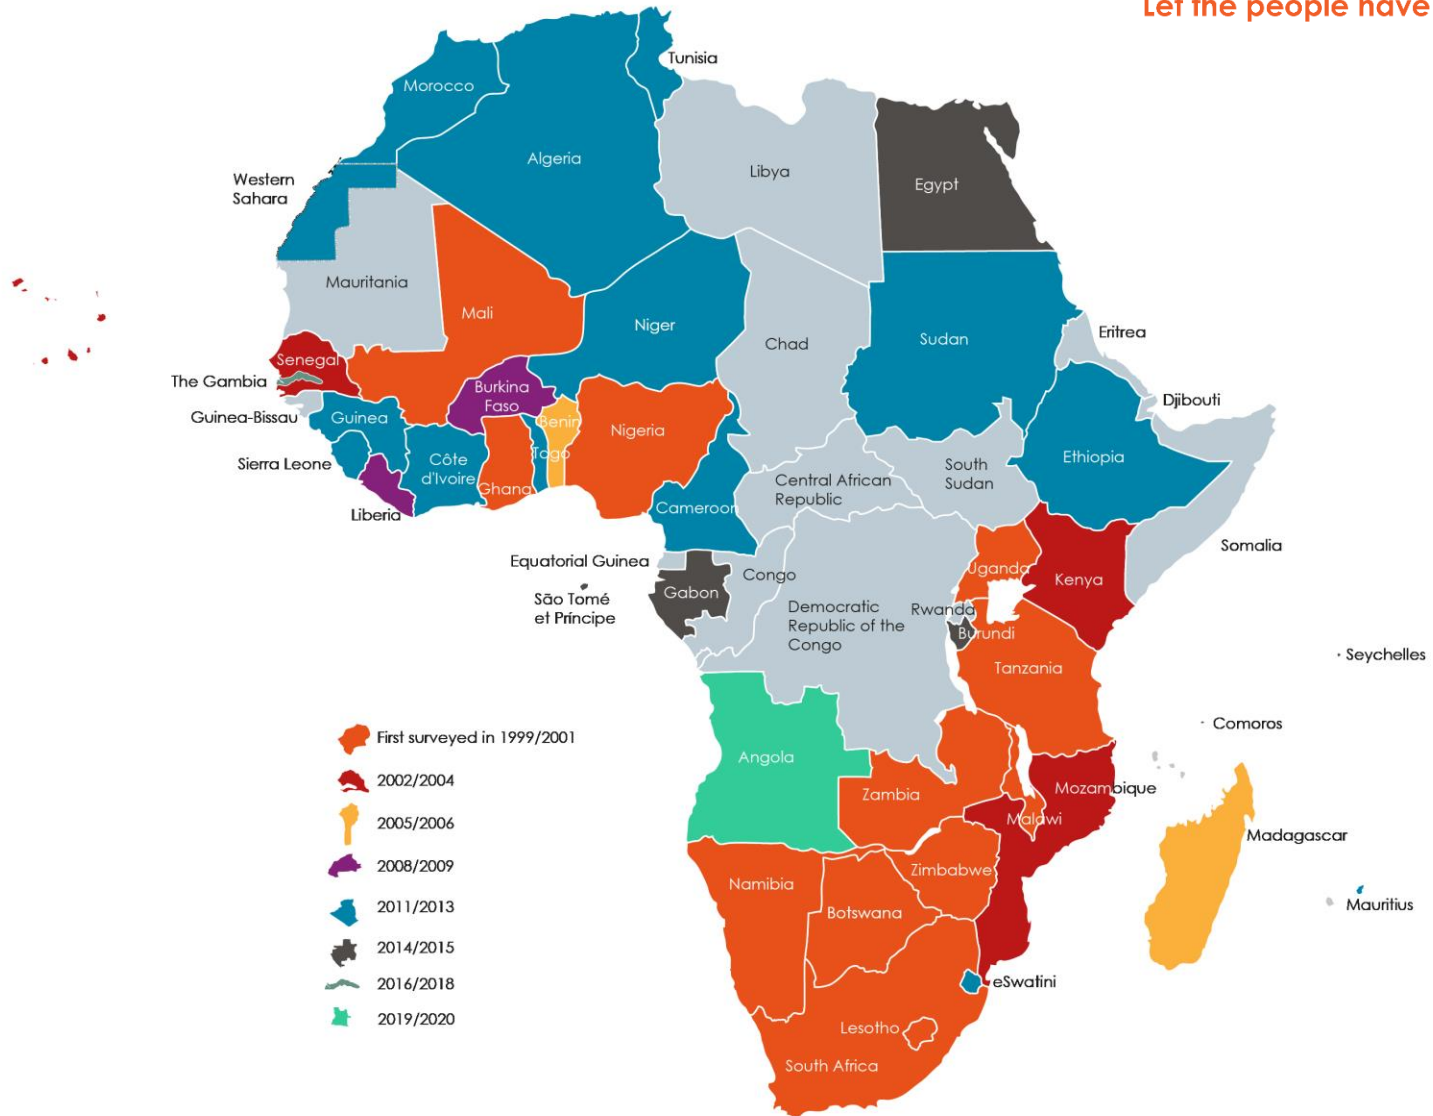 Let the people have
Tunisia
Morocco
Algeria
Libya
Egypt
Western
Sahara
Mauritania
Mali
Niger
Chad
Sudan
Eritrea
Senegal
The Gambia
Burkina
Faso
Djibouti
Guinea-Bissau
Guinea
Benin
Nigeria
Togo
Sierra Leone
Côte
d'Ivoire
Ghana
Ethiopia
South
Sudan
Central African
Republic
Liberia
Cameroon
Somalia
Equatorial Guinea
São Tomé
et Príncipe
Gabon
Congo
Uganda
Kenya
Democratic
Republic of the
Congo
Rwanda
Burundi
Tanzania
Seychelles
Comoros
First surveyed in 1999/2001
2002/2004
2005/2006
2008/2009
2011/2013
2014/2015
2016/2018
2019/2020
Angola
Zambia
Mozambique
Malawi
Madagascar
Zimbabwe
Namibia
Botswana
Mauritius
eSwatini
Lesotho
South Africa